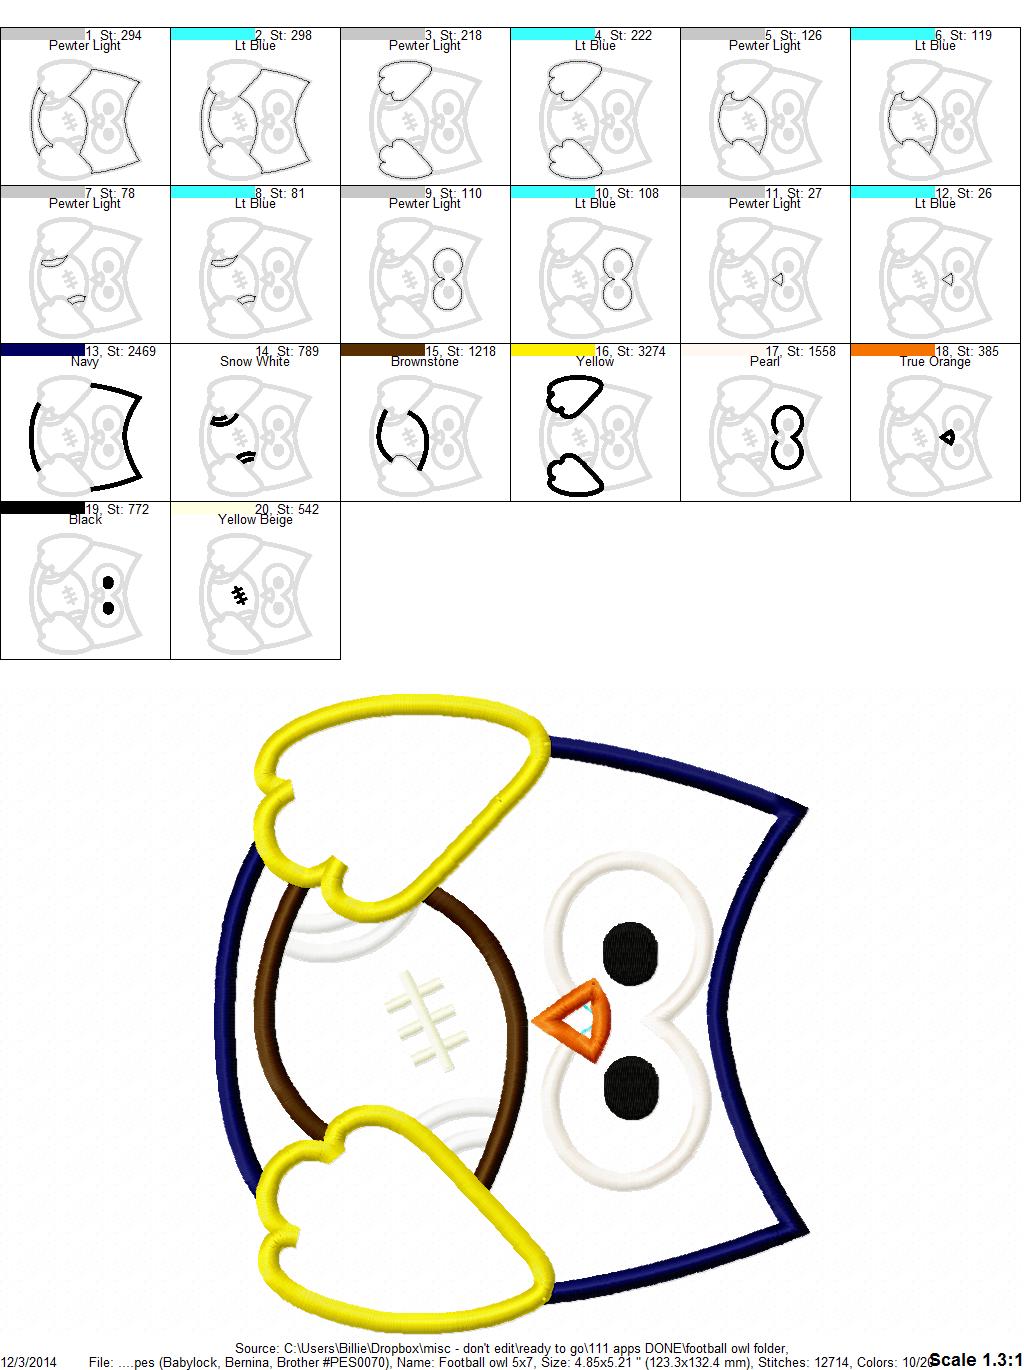 1, St: 294
Pewter Light
2, St: 298
Lt Blue
3, St: 218
Pewter Light
4, St: 222
Lt Blue
5, St: 126
Pewter Light
6, St: 119
Lt Blue
7, St: 78
Pewter Light
8, St: 81
Lt Blue
9, St: 110
Pewter Light
10, St: 108
Lt Blue
11, St: 27
Pewter Light
12, St: 26
Lt Blue
13, St: 2469
Navy
14, St: 789
Snow White
15, St: 1218
Brownstone
16, St: 3274
Yellow
17, St: 1558
Pearl
18, St: 385
True Orange
19, St: 772
Black
20, St: 542
Yellow Beige
Source: C:\Users\Billie\Dropbox\misc - don't edit\ready to go\111 apps DONE\football owl folder,
12/3/2014 File: ....pes (Babylock, Bernina, Brother #PES0070), Name: Football owl 5x7, Size: 4.85x5.21 " (123.3x132.4 mm), Stitches: 12714, Colors: 10/20 Scale 1.3:1